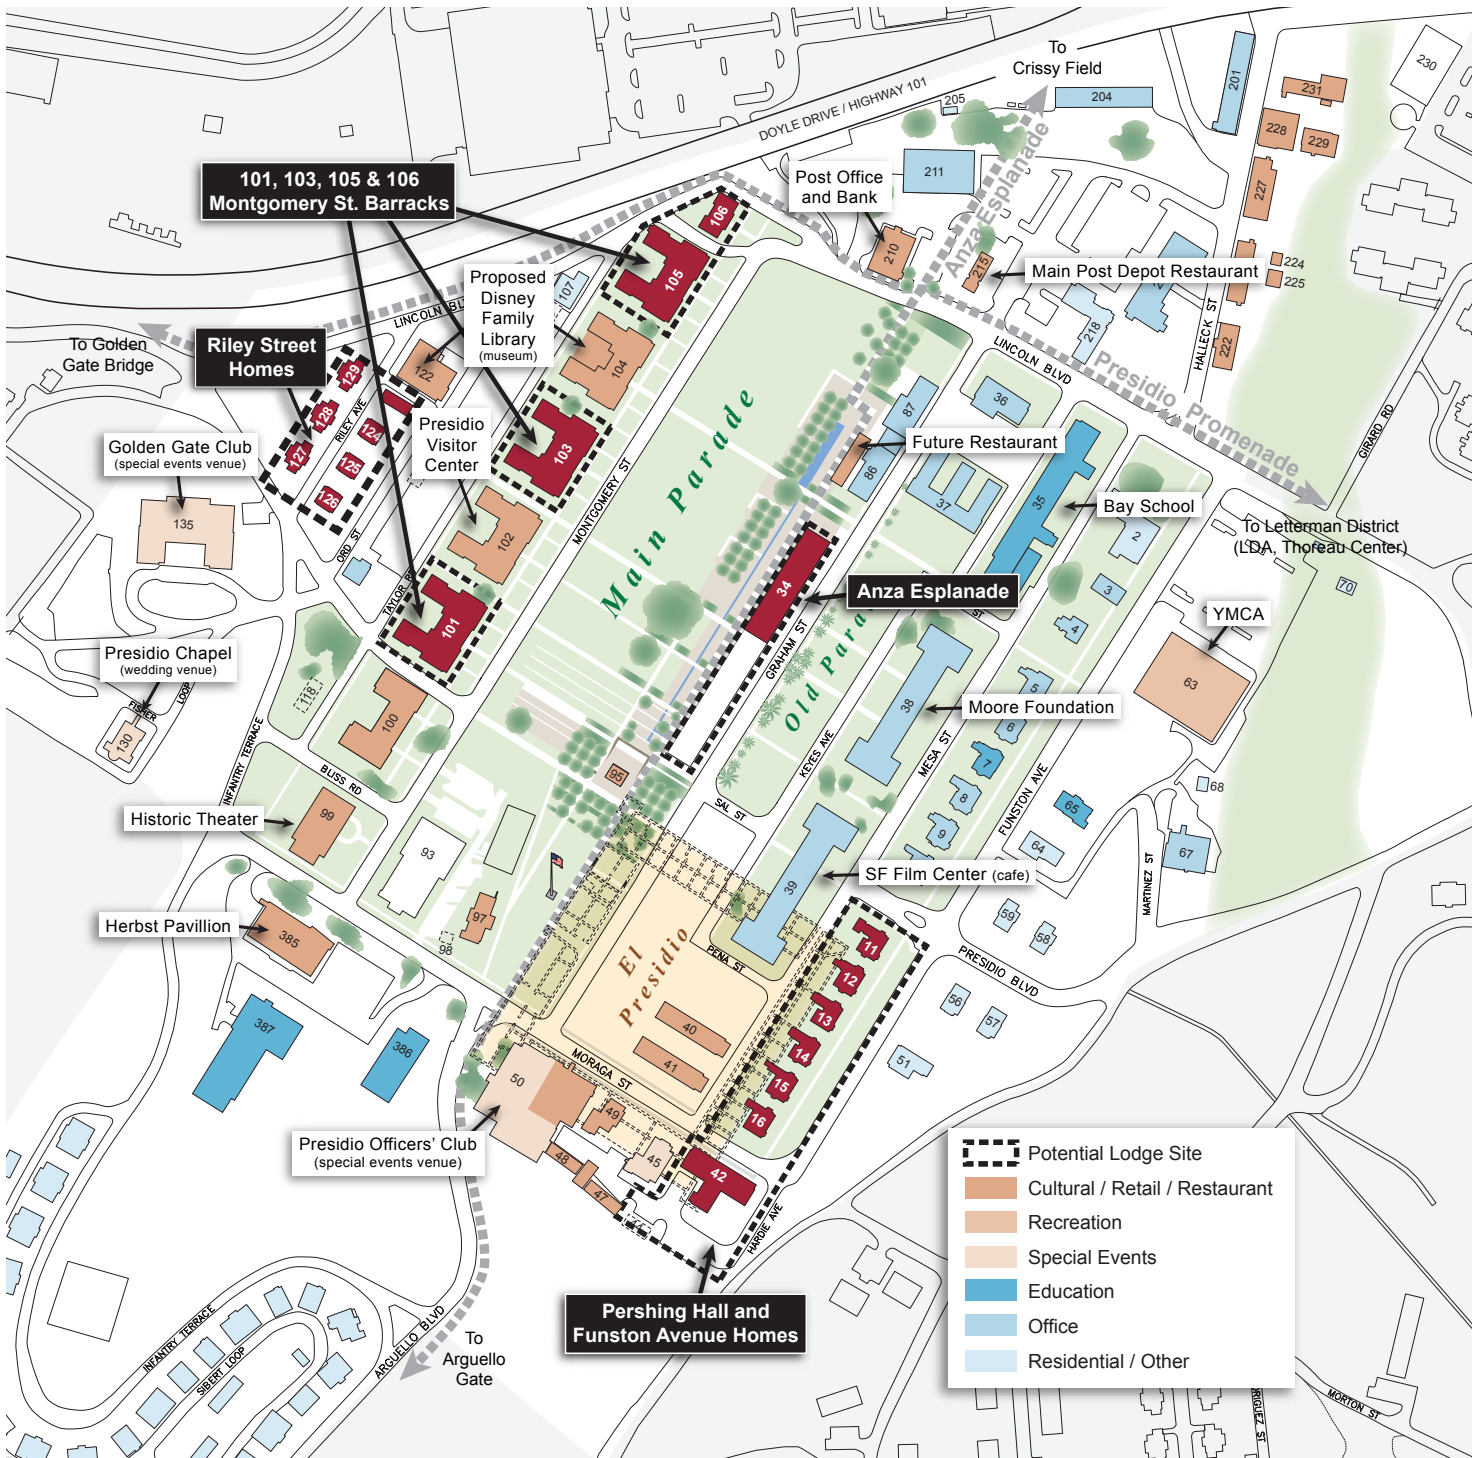 To
Crissy Field
230
201
231
204
205
DOYLE DRIVE / HIGHWAY 101
228
229
211
Anza Esplanade
101, 103, 105 & 106
Montgomery St. Barracks
Post Office
and Bank
227
106
210
215
Main Post Depot Restaurant
224
225
105
Proposed
Disney
Family
Library
(museum)
107
LINCOLN BL
218
222
HALLECK ST
To Golden
Gate Bridge
Riley Street
Homes
122
104
LINCOLN BLVD
Presidio Promenade
GIRARD RD
129
128
127
RILEY AVE
124
125
126
Presidio
Visitor
Center
103
MONTGOMERY ST
Main Parade
87
36
Future Restaurant
86
37
35
Bay School
Golden Gate Club
(special events venue)
135
ORD ST
102
2
To Letterman District
(LDA, Thoreau Center)
TAYLOR RD
101
34
Anza Esplanade
3
70
4
YMCA
GRAHAM ST
Old Para
Presidio Chapel
(wedding venue)
FISHER
LOOP
130
118
100
38
5
63
Moore Foundation
6
INFANTRY TERRACE
BLISS RD
95
KEYES AVE
MESA ST
7
68
8
FUNSTON AVE
65
SAL ST
Historic Theater
99
93
9
64
67
39
SF Film Center (cafe)
MARTINEZ ST
Herbst Pavillion
385
97
98
El
Presidio
PENA ST
11
59
58
PRESIDIO BLVD
12
56
57
13
387
386
40
14
51
41
MORAGA ST
15
50
49
16
Presidio Officers' Club
(special events venue)
48
45
47
44
42
HARDIE AVE
Potential Lodge Site
Cultural / Retail / Restaurant
Recreation
Special Events
Education
Office
Residential / Other
Pershing Hall and
Funston Avenue Homes
INFANTRY TERRACE
SIBERT LOOP
ARGUELLO BLVD
To
Arguello
Gate
MORTON ST